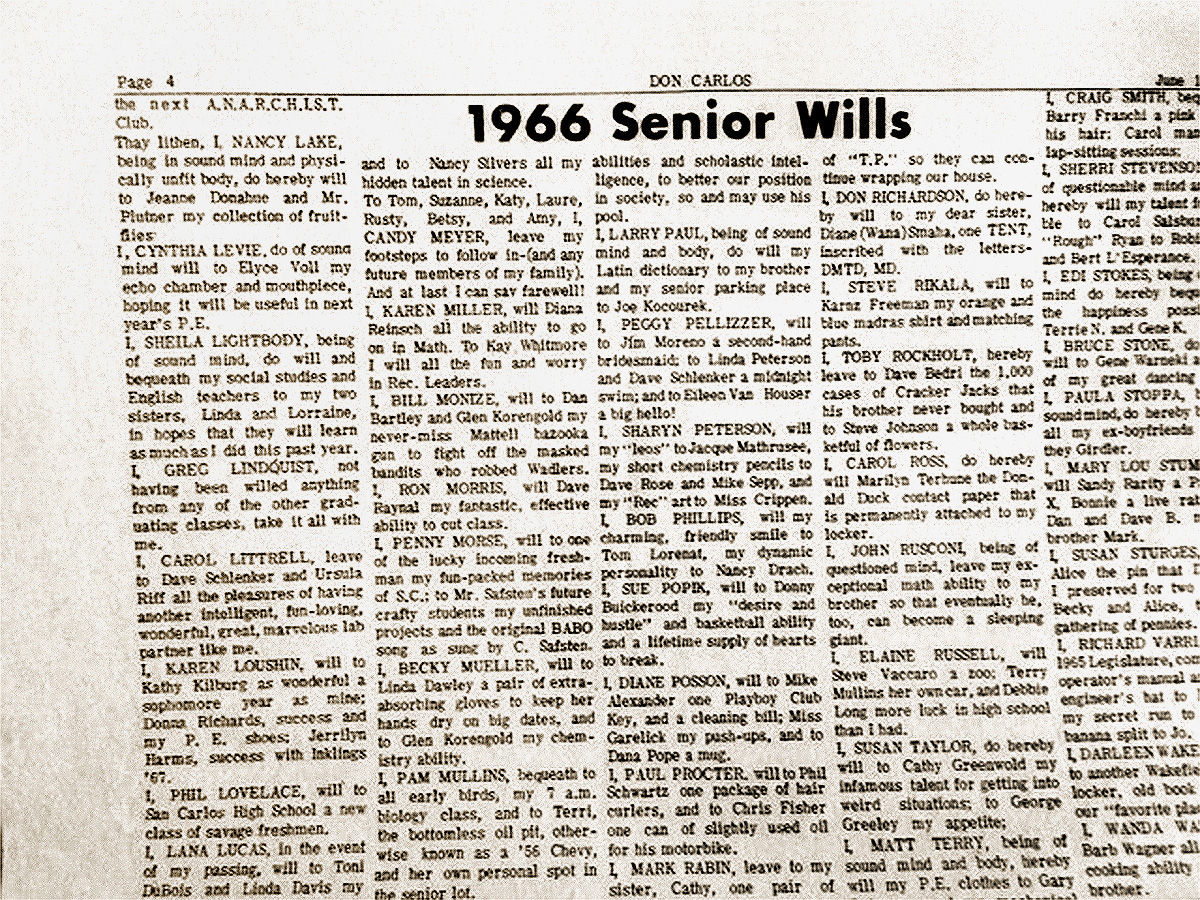 Page 4
DON CARLOS
June 1
1966 Senior Wills
the next A.N.A.R.C.H.I.S.T.
Club.
Thay lithen, I, NANCY LAKE,
being in sound mind and physi-
cally unfit body, do hereby will
to Jeanne Donahue and Mr.
Plutner my collection of fruit-
flies:
I, CYNTHIA LEVIE, do of sound
mind will to Elyce Voll my
echo chamber and mouthpiece,
hoping it will be useful in next
year's P.E.
I, SHEILA LIGHTBODY, being
of sound mind, do will and
bequeath my social studies and
English teachers to my two
sisters, Linda and Lorraine,
in hopes that they will learn
as much as I did this past year.
I, GREG LINDQUIST, not
having been willed anything
from any of the other grad-
uating classes, take it all with
me.
I, CAROL LITTRELL, leave
to Dave Schlenker and Ursula
Riff all the pleasures of having
another intelligent, fun-loving,
wonderful, great, marvelous lab
partner like me.
I, KAREN LOUSHIN, will to
Kathy Kilburg as wonderful a
sophomore year as mine;
Donna Richards, success and
my P. E. shoes; Jerrilyn
Harms, success with Inklings
'67.
I, PHIL LOVELACE, will to
San Carlos High School a new
class of savage freshmen.
I, LANA LUCAS, in the event
of my passing, will to Toni
DaBois and Linda Davis my
and to Nancy Silvers all my
hidden talent in science.
To Tom, Suzanne, Katy, Laure,
Rusty, Betsy, and Amy, I,
CANDY MEYER, leave my
footsteps to follow in-(and any
future members of my family).
And at last I can say farewell!
I, KAREN MILLER, will Diana
Reinsch all the ability to go
on in Math. To Kay Whitmore
I will all the fun and worry
in Rec. Leaders.
I, BILL MONIZE, will to Dan
Bartley and Glen Korengold my
never-miss Mattell bazooka
gun to fight off the masked
bandits who robbed Wadlers.
I, RON MORRIS, will Dave
Raynal my fantastic, effective
ability to cut class.
I, PENNY MORSE, will to one
of the lucky incoming fresh-
man my fun-packed memories
of S.C.; to Mr. Safsten's future
crafty students my unfinished
projects and the original BABO
song as sung by C. Safsten.
I, BECKY MUELLER, will to
Linda Dawley a pair of extra-
absorbing gloves to keep her
hands dry on big dates, and
to Glen Korengold my chem-
istry ability.
I, PAM MULLINS, bequeath to
all early birds, my 7 a.m.
biology class, and to Terri,
the bottomless oil pit, other-
wise known as a '56 Chevy,
and her own personal spot in
the senior lot.
abilities and scholastic intel-
ligence, to better our position
in society, so and may use his
pool.
I, LARRY PAUL, being of sound
mind and body, do will my
Latin dictionary to my brother
and my senior parking place
to Joe Kocourek.
I, PEGGY PELLIZZER, will
to Jim Moreno a second-hand
bridesmaid; to Linda Peterson
and Dave Schlenker a midnight
swim; and to Eileen Van Houser
a big hello!
I, SHARYN PETERSON, will
my "leos" to Jacque Mathrusee,
my short chemistry pencils to
Dave Rose and Mike Sepp, and
my "Rec" art to Miss Crippen.
I, BOB PHILLIPS, will my
charming, friendly smile to
Tom Lorenat, my dynamic
personality to Nancy Drach.
I, SUE POPIK, will to Donny
Buickerood my "desire and
hustle" and basketball ability
and a lifetime supply of hearts
to break.
I, DIANE POSSON, will to Mike
Alexander one Playboy Club
Key, and a cleaning bill; Miss
Garelick my push-ups, and to
Dana Pope a mug.
I, PAUL PROCTER, will to Phil
Schwartz one package of hair
curlers, and to Chris Fisher
one can of slightly used oil
for his motorbike.
I, MARK RABIN, leave to my
sister, Cathy, one pair of
of "T.P." so they can con-
tinue wrapping our house.
I, DON RICHARDSON, do here-
by will to my dear sister,
Diane (Wana) Smaha, one TENT,
inscribed with the letters-
DMTD, MD.
I, STEVE RIKALA, will to
Karnz Freeman my orange and
blue madras shirt and matching
pants.
I, TOBY ROCKHOLT, hereby
leave to Dave Bedri the 1,000
cases of Cracker Jacks that
his brother never bought and
to Steve Johnson a whole bas-
ketful of flowers.
I, CAROL ROSS, do hereby
will Marilyn Terhune the Don-
ald Duck contact paper that
is permanently attached to my
locker.
I, JOHN RUSCONI, being of
questioned mind, leave my ex-
ceptional math ability to my
brother so that eventually be,
too, can become a sleeping
giant.
I, ELAINE RUSSELL, will
Steve Vaccaro a zoo; Terry
Mullins her own car, and Debbie
Long more luck in high school
than I had.
I, SUSAN TAYLOR, do hereby
will to Cathy Greenwold my
infamous talent for getting into
weird situations; to George
Greeley my appetite;
I, MATT TERRY, being of
sound mind and body, hereby
will my P.E. clothes to Gary
I, CRAIG SMITH, beq
Barry Franchi a pink
his hair; Carol man
lap-sitting sessions;
I, SHERRI STEVENSO
of questionable mind a
hereby will my talent f
ble to Carol Salsber
"Rough" Ryan to Rob
and Bert L'Esperance.
I, EDI STOKES, being
mind do hereby bequ
the happiness poss
Terrie N. and Gene K.
I, BRUCE STONE, do
will to Gene Warneki
of my great dancing
I, PAULA STOPPA,
sound mind, do hereby
all my ex-boyfriends
they Girdler.
I, MARY LOU STUM
will Sandy Rarity a P
X, Bonnie a live ra
Dan and Dave B.
brother Mark.
I, SUSAN STURGES
Alice the pin that I
I preserved for two
Becky and Alice,
gathering of pennies.
I, RICHARD VARR
1965 Legislature, con
operator's manual a
engineer's hat to
my secret run to
banana split to Jo.
I, DARLEEN WAKE
to another Wakefie
locker, old book
our "favorite pla
I, WANDA WA
Barb Wagner all
cooking ability
brother.